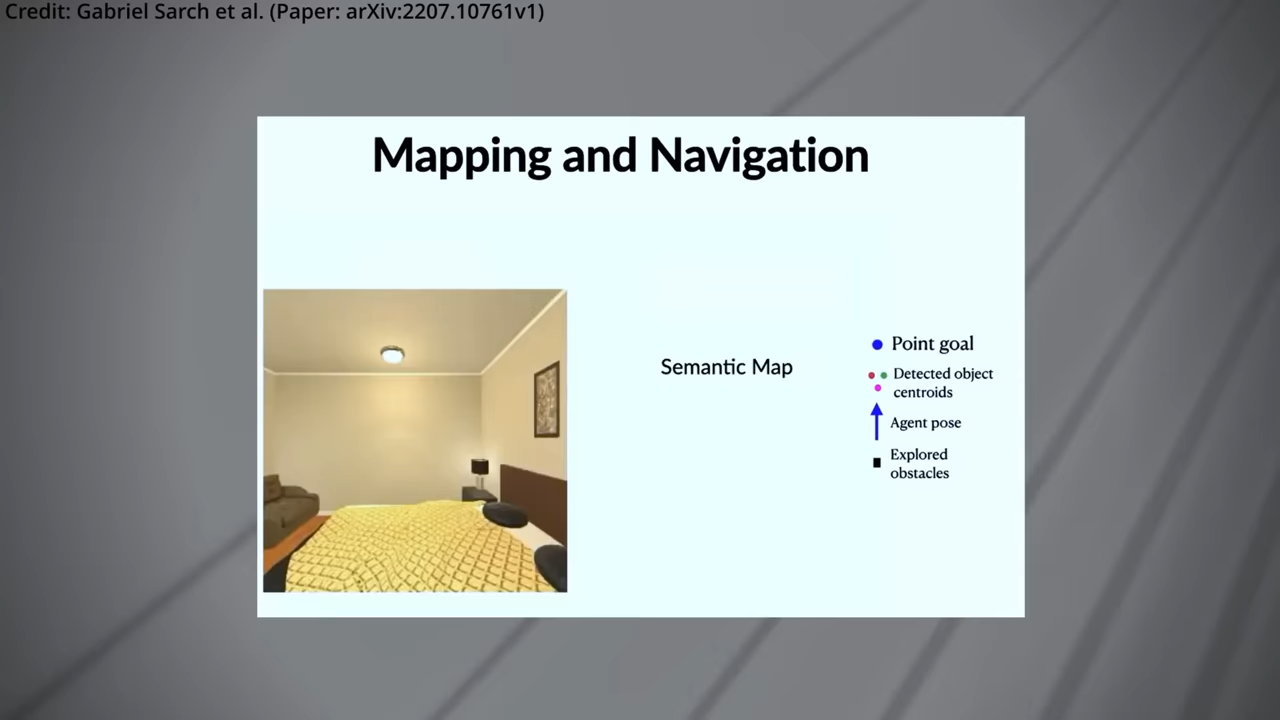 Credit: Gabriel Sarch et al. (Paper: arXiv:2207.10761v1)
Mapping and Navigation
Semantic Map
Point goal
Detected object
centroids
Agent pose
Explored
obstacles